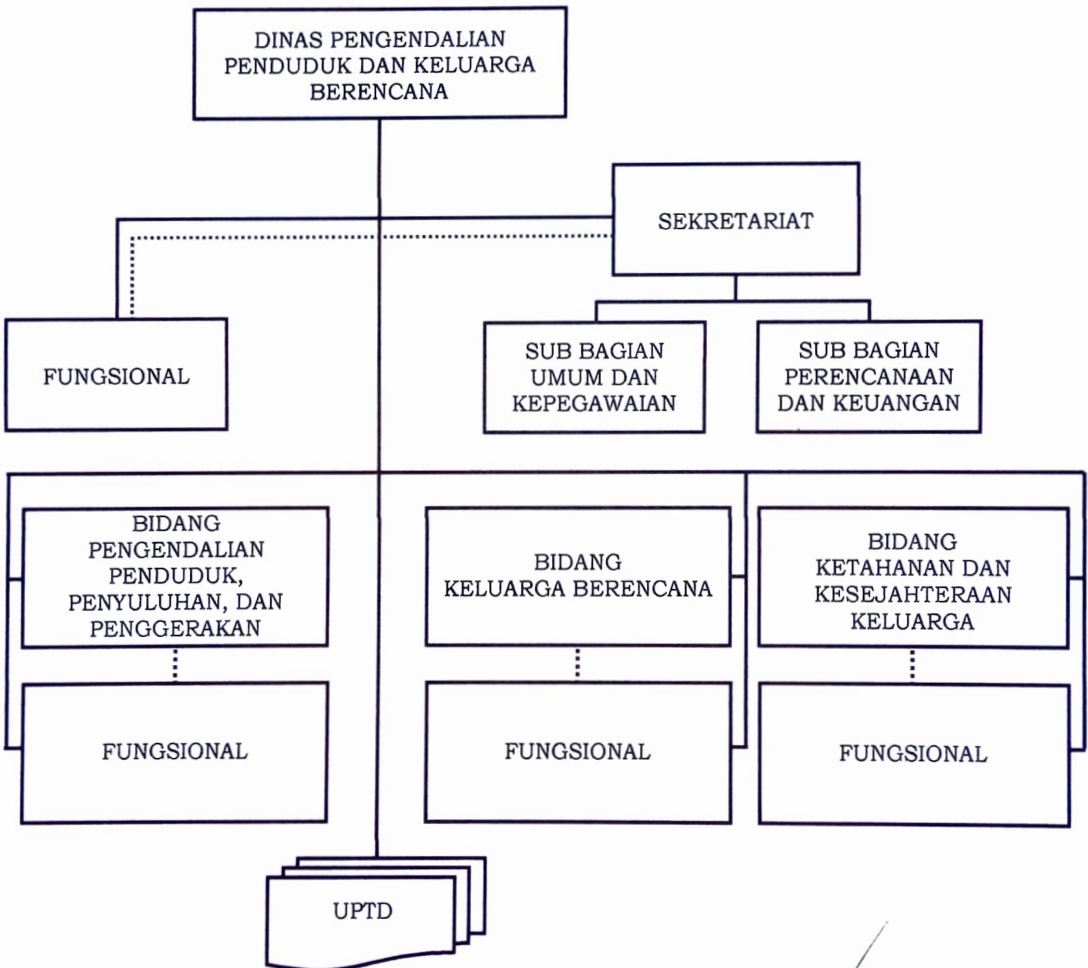 DINAS PENGENDALIAN
PENDUDUK DAN KELUARGA
BERENCANA
SEKRETARIAT
FUNGSIONAL
SUB BAGIAN
UMUM DAN
KEPEGAWAIAN
SUB BAGIAN
PERENCANAAN
DAN KEUANGAN
BIDANG
PENGENDALIAN
PENDUDUK,
PENYULUHAN, DAN
PENGGERAKAN
BIDANG
KELUARGA BERENCANA
BIDANG
KETAHANAN DAN
KESEJAHTERAAN
KELUARGA
FUNGSIONAL
FUNGSIONAL
FUNGSIONAL
UPTD